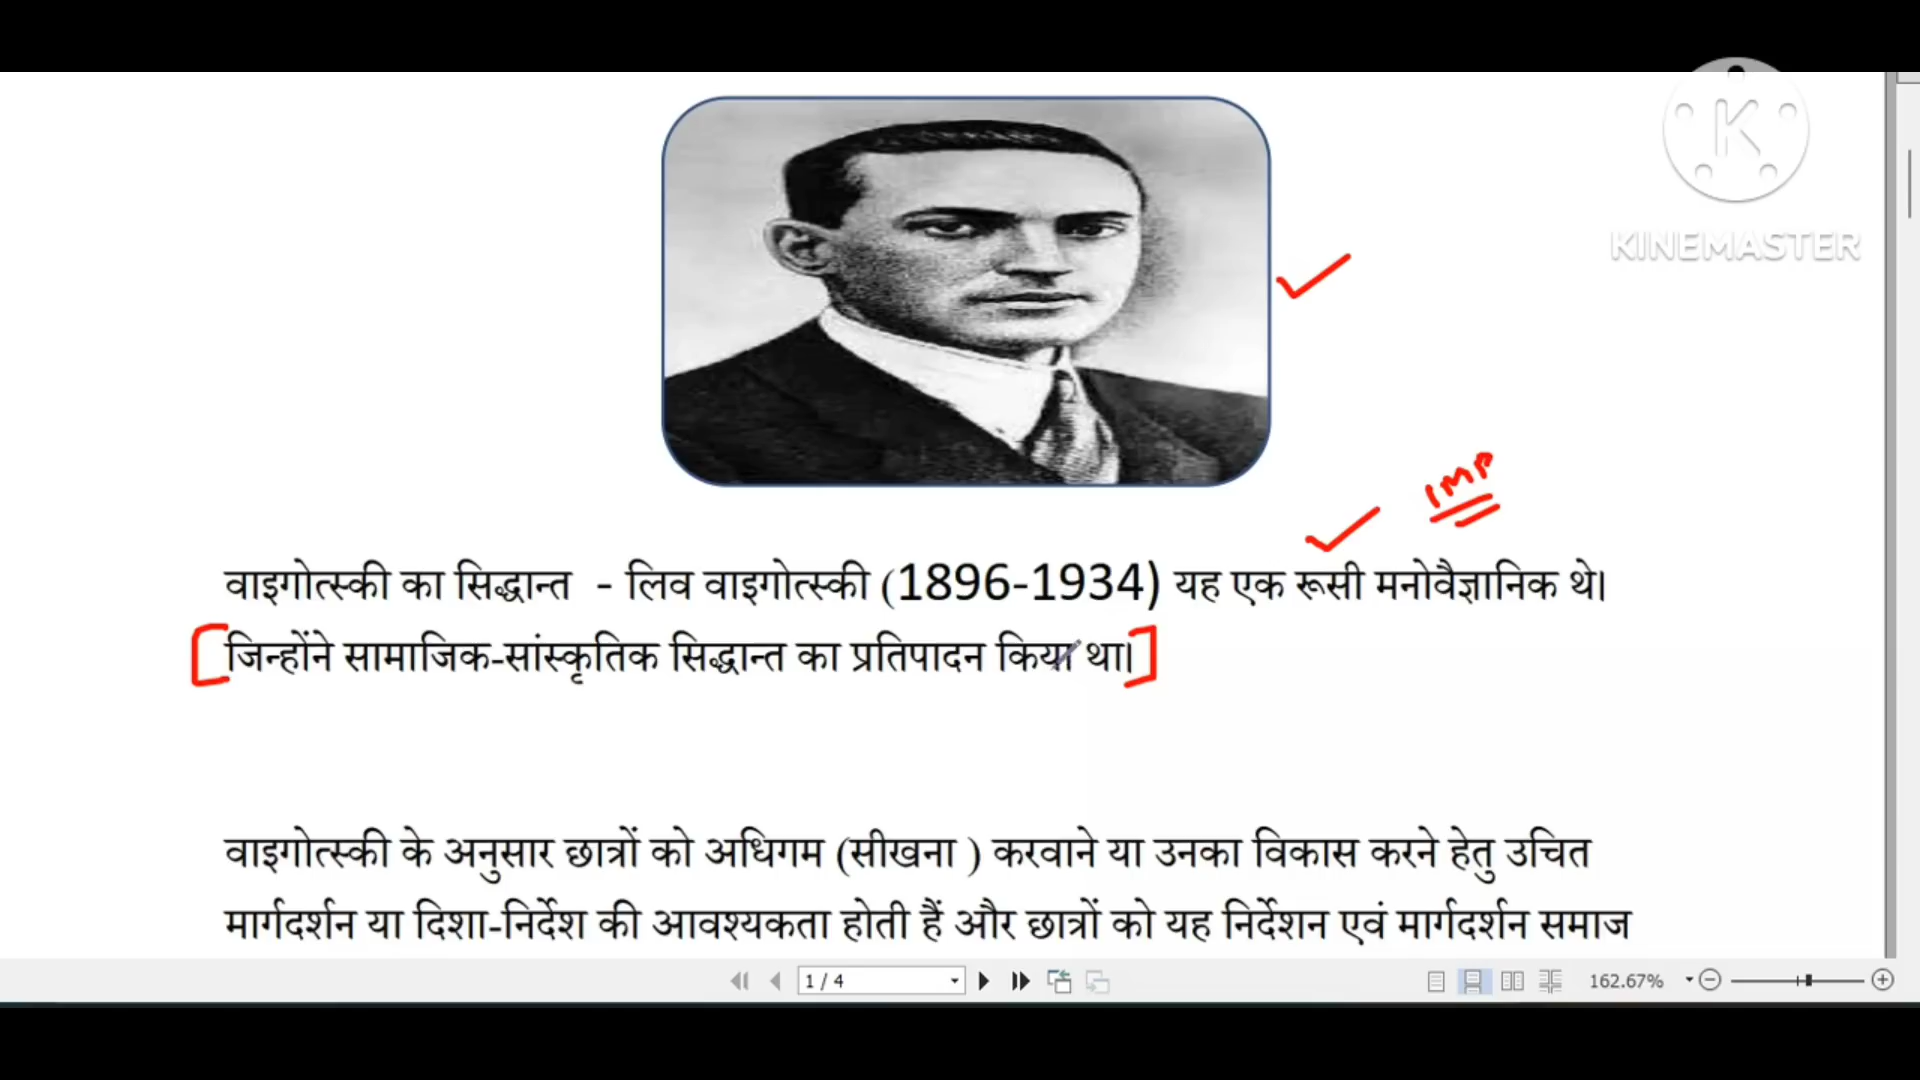 K
KINEMASTER
IMP
वाइगोत्स्की का सिद्धान्त - लिव वाइगोत्स्की (1896-1934) यह एक रूसी मनोवैज्ञानिक थे।
जिन्होंने सामाजिक-सांस्कृतिक सिद्धान्त का प्रतिपादन किया था।
वाइगोत्स्की के अनुसार छात्रों को अधिगम (सीखना ) करवाने या उनका विकास करने हेतु उचित
मार्गदर्शन या दिशा-निर्देश की आवश्यकता होती हैं और छात्रों को यह निर्देशन एवं मार्गदर्शन समाज
1 / 4
162.67%